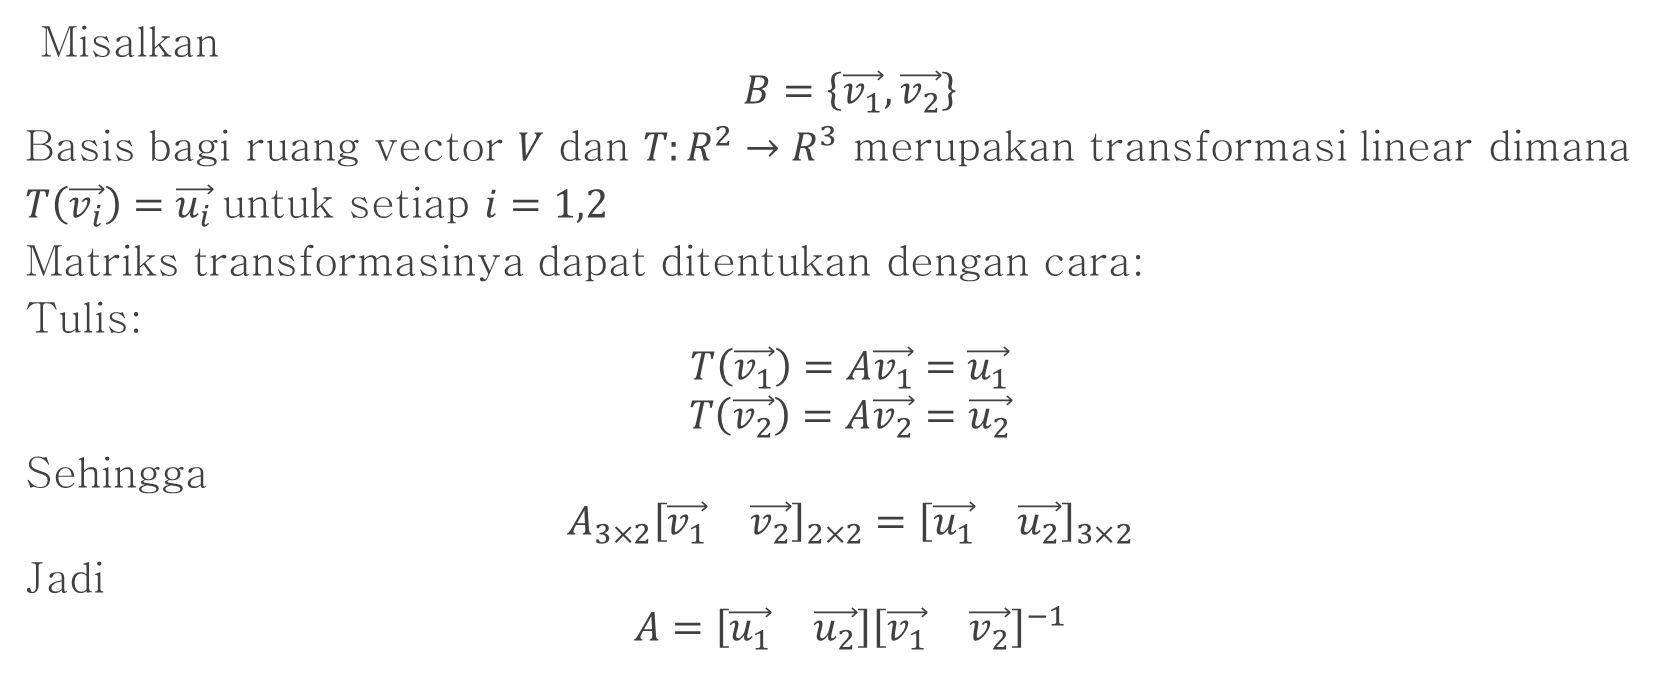 Misalkan
B = {v₁⃗, v₂⃗}
Basis bagi ruang vector V dan T: R² → R³ merupakan transformasi linear dimana
T(vᵢ⃗) = uᵢ⃗ untuk setiap i = 1,2
Matriks transformasinya dapat ditentukan dengan cara:
Tulis:
T(v₁⃗) = Av₁⃗ = u₁⃗
T(v₂⃗) = Av₂⃗ = u₂⃗
Sehingga
A₃ₓ₂[v₁⃗ v₂⃗]₂ₓ₂ = [u₁⃗ u₂⃗]₃ₓ₂
Jadi
A = [u₁⃗ u₂⃗][v₁⃗ v₂⃗]⁻¹